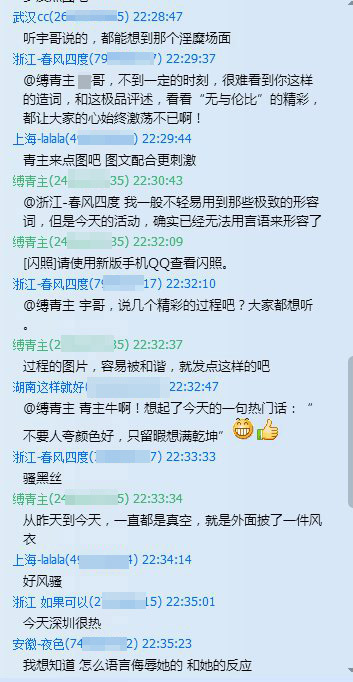 武汉cc(26 5) 22:28:47
听宇哥说的，都能想到那个淫糜场面
浙江-春风四度(79 7) 22:29:37
@缚青主 哥，不到一定的时刻，很难看到你这样
的造词，和这极品评述，看看“无与伦比”的精彩，
都让大家的心始终激荡不已啊！
上海-lalala(49 ) 22:29:44
青主来点图吧 图文配合更刺激
缚青主(24 35) 22:30:43
@浙江-春风四度 我一般不轻易用到那些极致的形容
词，但是今天的活动，确实已经无法用言语来形容了
缚青主(24 35) 22:32:09
[闪照]请使用新版手机QQ查看闪照。
浙江-春风四度(79 17) 22:32:10
@缚青主 宇哥，说几个精彩的过程吧？大家都想听
。
缚青主(24 35) 22:32:37
过程的图片，容易被和谐，就发点这样的吧
湖南这样就好( ) 22:32:47
@缚青主 青主牛啊！想起了今天的一句热门话：“
不要人夸颜色好，只留眼想满乾坤”
浙江-春风四度(7 7) 22:33:33
骚黑丝
缚青主(24 5) 22:33:34
从昨天到今天，一直都是真空，就是外面披了一件风
衣
上海-lalala(49 4) 22:34:14
好风骚
浙江 如果可以(2 15) 22:35:01
今天深圳很热
安徽-夜色(74 2) 22:35:23
我想知道 怎么语言侮辱她的 和她的反应